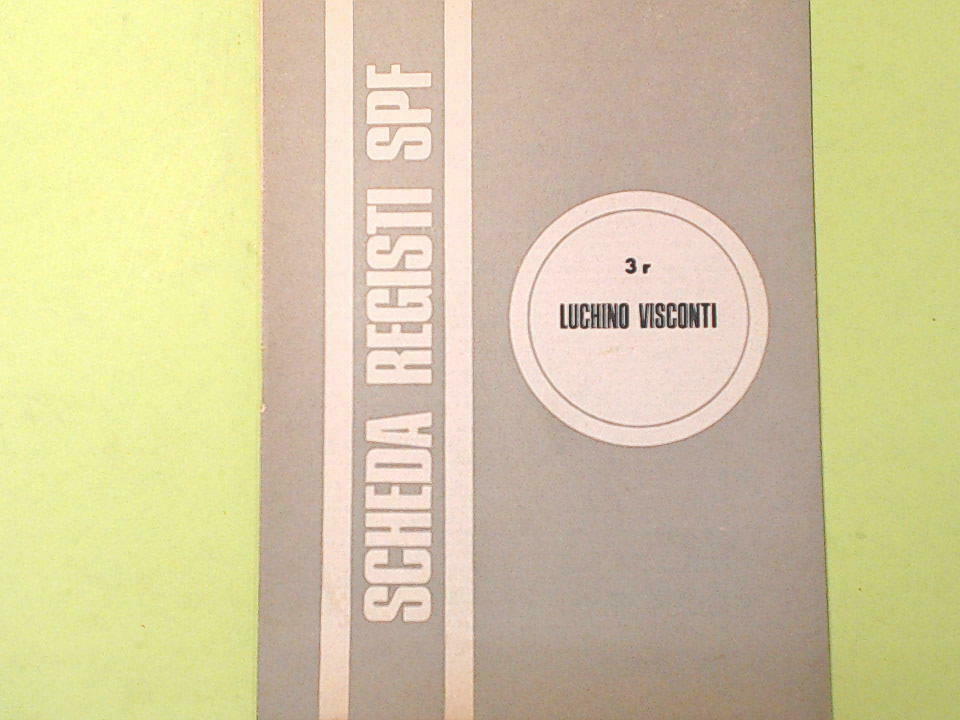 SCHEDA REGISTI SPF
3 r
LUCHINO VISCONTI